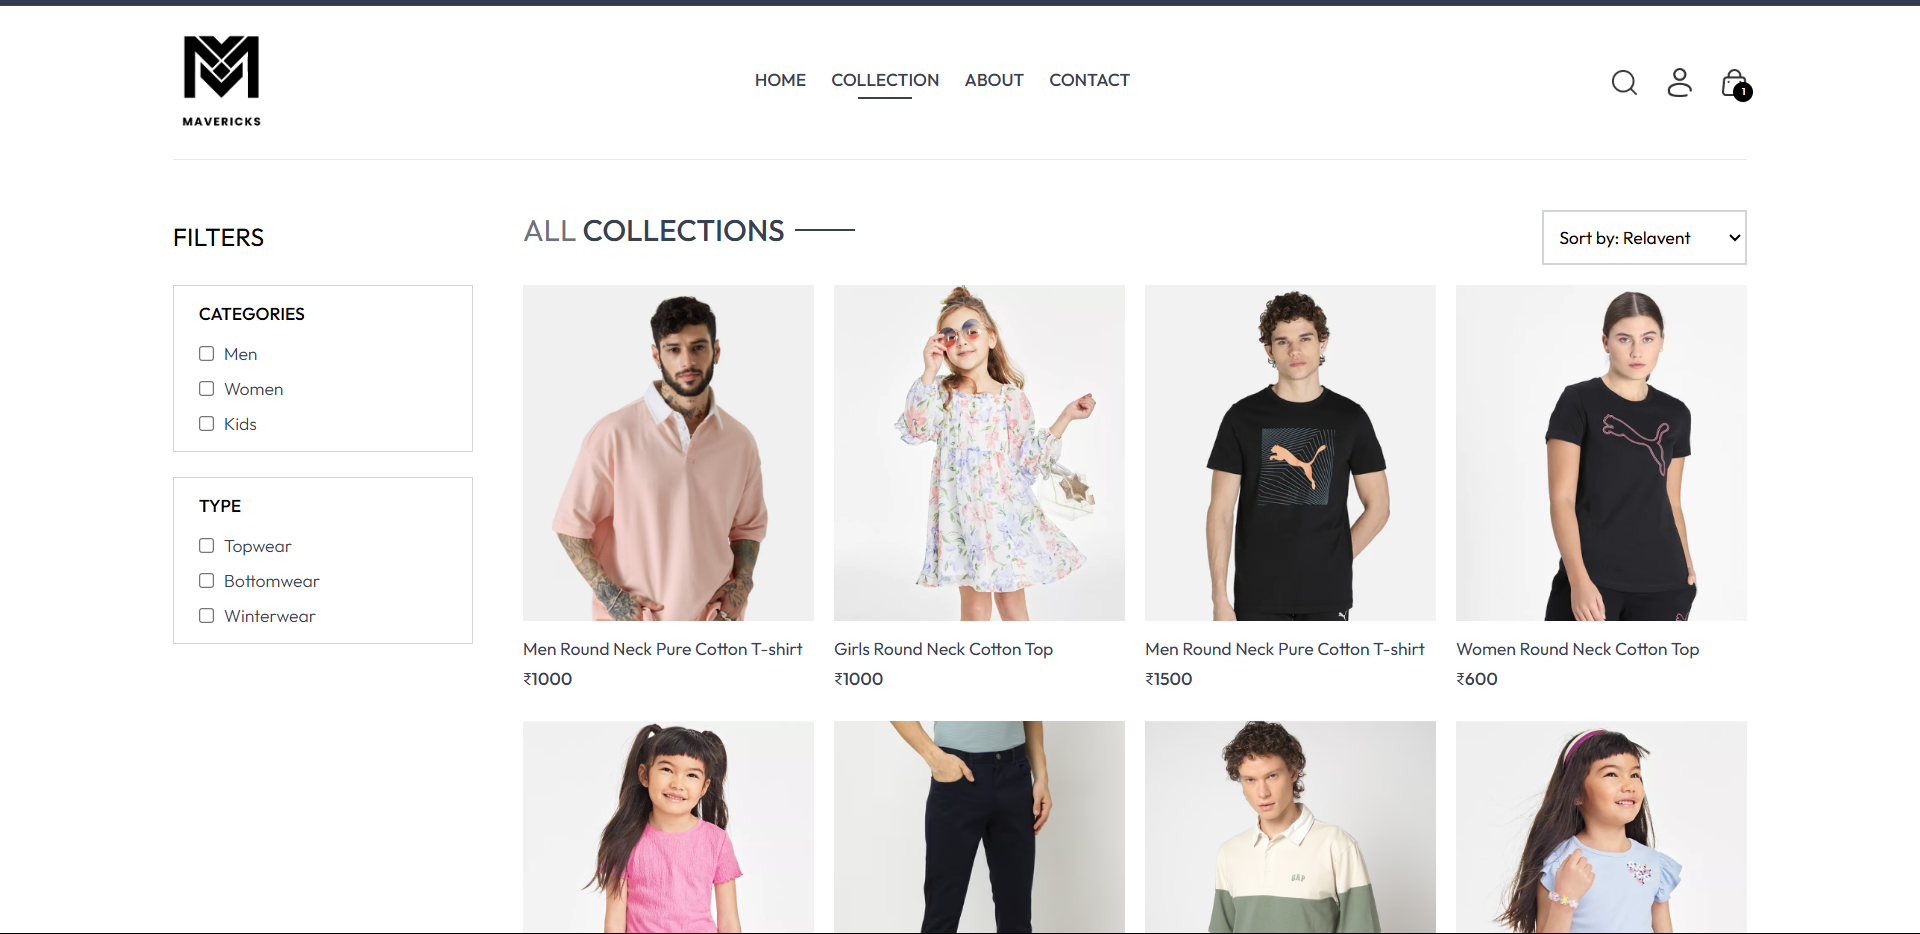 MAVERICKS
HOME COLLECTION ABOUT CONTACT
1
FILTERS
CATEGORIES
Men
Women
Kids
TYPE
Topwear
Bottomwear
Winterwear
ALL COLLECTIONS
Sort by: Relavent
Men Round Neck Pure Cotton T-shirt
₹1000
Girls Round Neck Cotton Top
₹1000
Men Round Neck Pure Cotton T-shirt
₹1500
Women Round Neck Cotton Top
₹600
GAP